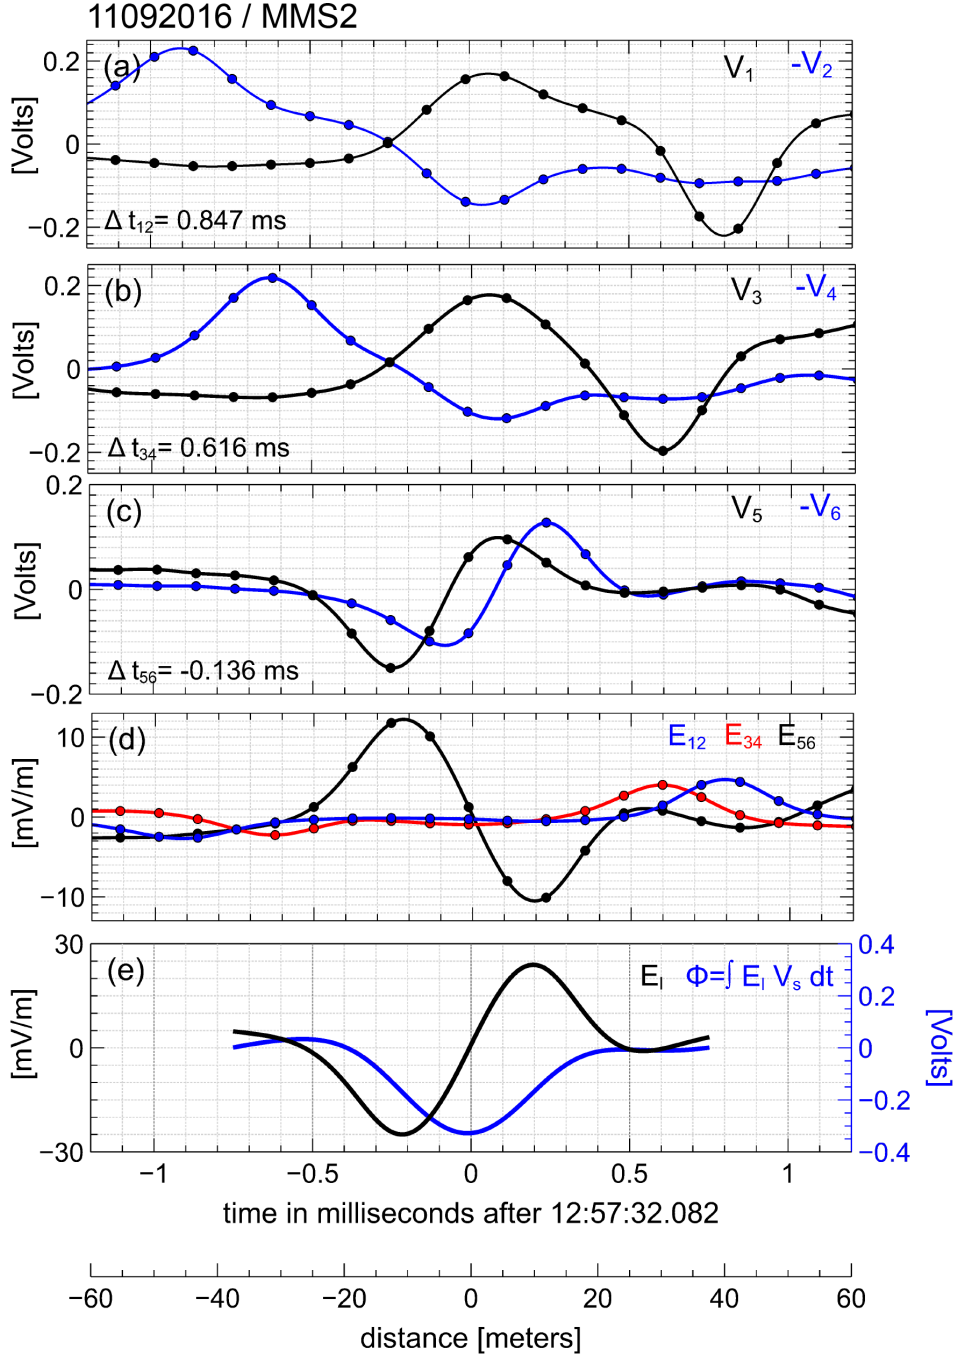 11092016 / MMS2
(a)
V₁ -V₂
0.2
0
−0.2
[Volts]
Δ t₁₂= 0.847 ms
(b)
V₃ -V₄
0.2
0
−0.2
[Volts]
Δ t₃₄= 0.616 ms
(c)
V₅ -V₆
0.2
0
−0.2
[Volts]
Δ t₅₆= -0.136 ms
(d)
E₁₂ E₃₄ E₅₆
10
0
−10
[mV/m]
(e)
E_l Φ=∫ E_l V_s dt
30
0
−30
[mV/m]
0.4
0.2
0
−0.2
−0.4
[Volts]
−1 −0.5 0 0.5 1
time in milliseconds after 12:57:32.082
−60 −40 −20 0 20 40 60
distance [meters]